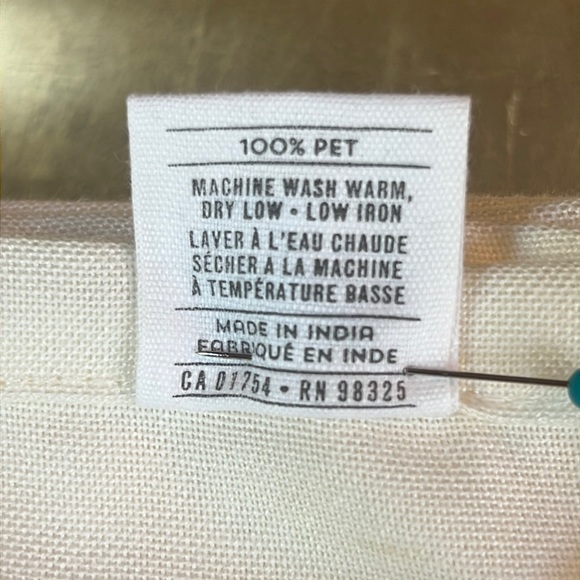 100% PET
MACHINE WASH WARM,
DRY LOW • LOW IRON
LAVER À L'EAU CHAUDE
SÉCHER A LA MACHINE
À TEMPÉRATURE BASSE
MADE IN INDIA
FABRIQUÉ EN INDE
CA 01754 • RN 98325